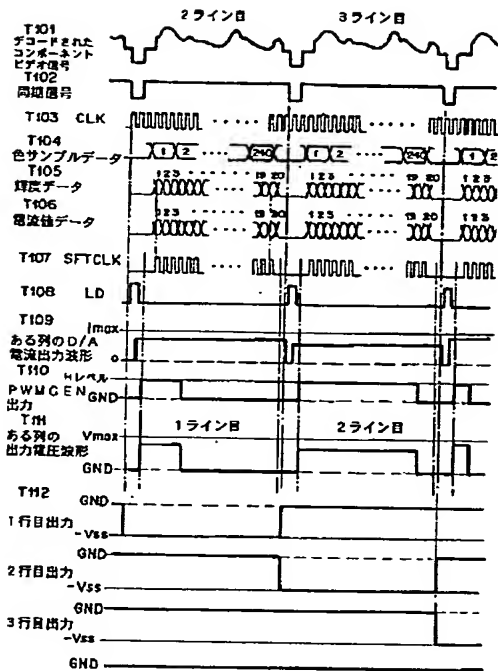 2ライン目 3ライン目
T101
デコードされた
コンポーネント
ビデオ信号
T102
同期信号
T103 CLK
T104
色サンプルデータ
1 2 240 1 2 240 1 2
T105
輝度データ
1 2 3 19 20 1 2 3 19 20 1 2 3
T106
電流値データ
1 2 3 19 20 1 2 3 19 20 1 2 3
T107 SFTCLK
T108 LD
T109
Imax
ある列のD/A
電流出力波形
0
T110
Hレベル
PWMGEN GND
出力
T111
1ライン目 2ライン目
ある列の Vmax
出力電圧波形
GND
T112
GND
1行目出力
-Vss
GND
2行目出力
-Vss
GND
3行目出力
-Vss
GND